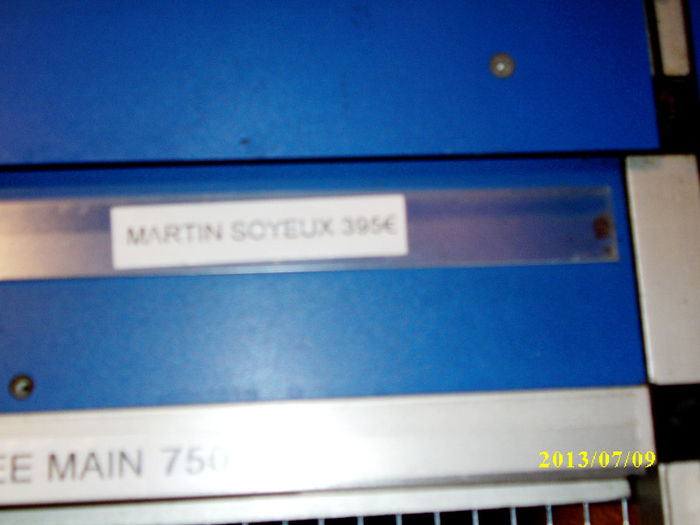 MARTIN SOYEUX 395€
EE MAIN 750
2013/07/09